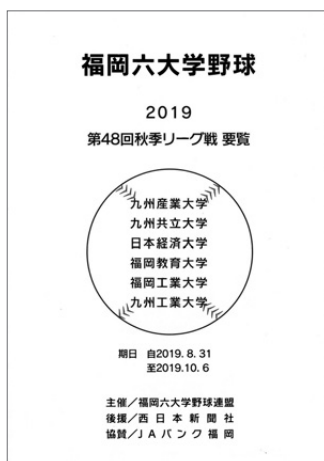 福岡六大学野球
2019
第48回秋季リーグ戦 要覧
九州産業大学
九州共立大学
日本経済大学
福岡教育大学
福岡工業大学
九州工業大学
期日 自2019. 8. 31
至2019. 10. 6
主催／福岡六大学野球連盟
後援／西日本新聞社
協賛／JAバンク福岡